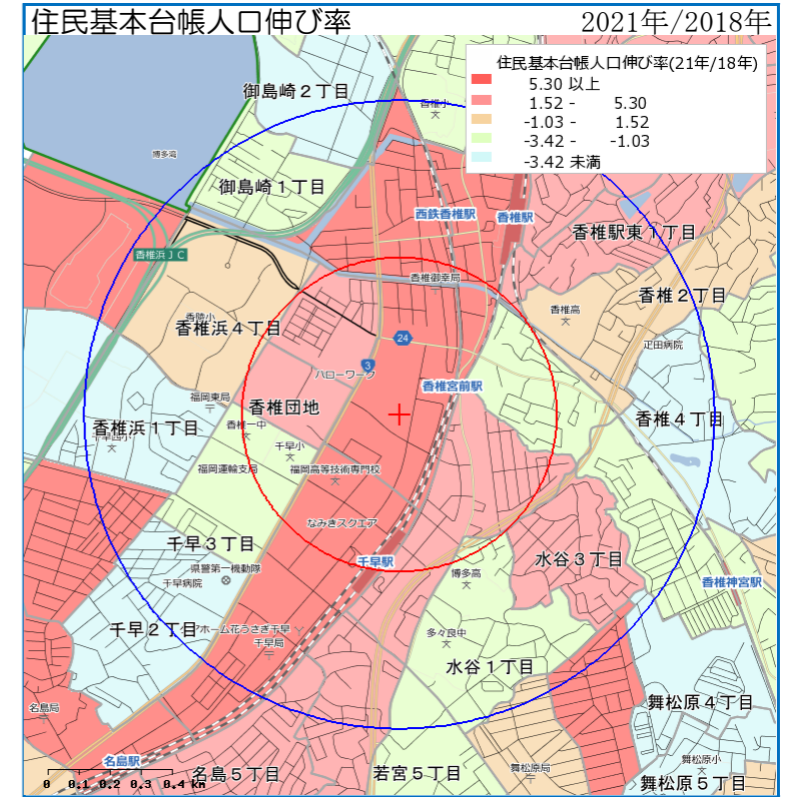 住民基本台帳人口伸び率 2021年/2018年
住民基本台帳人口伸び率(21年/18年)
5.30 以上
1.52 - 5.30
-1.03 - 1.52
-3.42 - -1.03
-3.42 未満
御島崎2丁目
香椎小
博多湾
御島崎1丁目
西鉄香椎駅
香椎駅
香椎駅東1丁目
香椎浜JC
香椎御幸局
香椎2丁目
香椎高
香椎浜4丁目
24
疋田病院
3
ハローワーク
香椎宮前駅
福岡東局
香椎団地
香椎4丁目
香椎浜1丁目
香椎一中
千早小
福岡運輸支局
福岡高等技術専門校
なみきスクエア
千早3丁目
千早駅
水谷3丁目
県警第一機動隊
博多高
千早病院
香椎神宮駅
千早2丁目
アホーム花うさぎ千早
千早局
多々良中
水谷1丁目
舞松原4丁目
名島局
名島駅
名島5丁目
若宮5丁目
舞松原局
舞松原小
舞松原5丁目
0 0.1 0.2 0.3 0.4 km